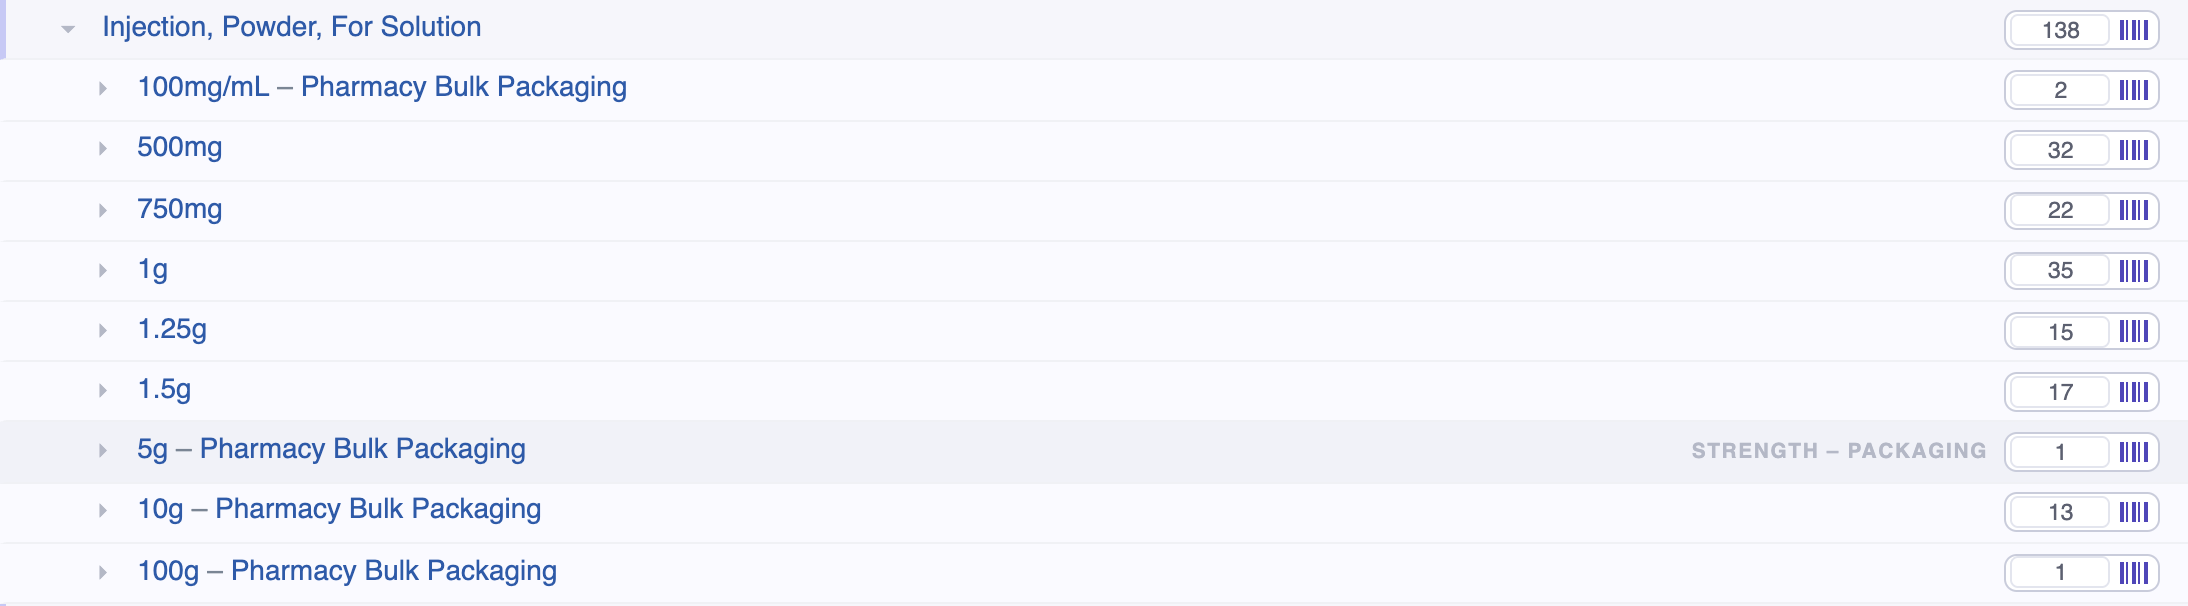 Injection, Powder, For Solution 138
100mg/mL – Pharmacy Bulk Packaging 2
500mg 32
750mg 22
1g 35
1.25g 15
1.5g 17
5g – Pharmacy Bulk Packaging STRENGTH – PACKAGING 1
10g – Pharmacy Bulk Packaging 13
100g – Pharmacy Bulk Packaging 1